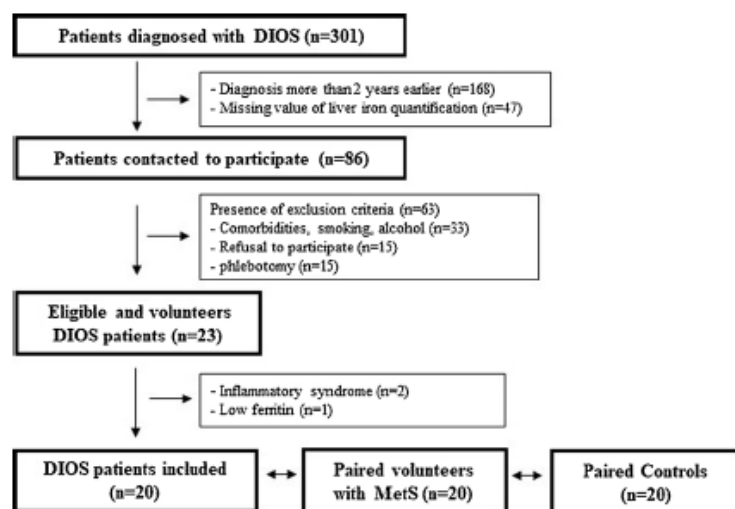 Patients diagnosed with DIOS (n=301)
- Diagnosis more than 2 years earlier (n=168)
- Missing value of liver iron quantification (n=47)
Patients contacted to participate (n=86)
Presence of exclusion criteria (n=63)
- Comorbidities, smoking, alcohol (n=33)
- Refusal to participate (n=15)
- phlebotomy (n=15)
Eligible and volunteers
DIOS patients (n=23)
- Inflammatory syndrome (n=2)
- Low ferritin (n=1)
DIOS patients included
(n=20)
Paired volunteers
with MetS (n=20)
Paired Controls
(n=20)